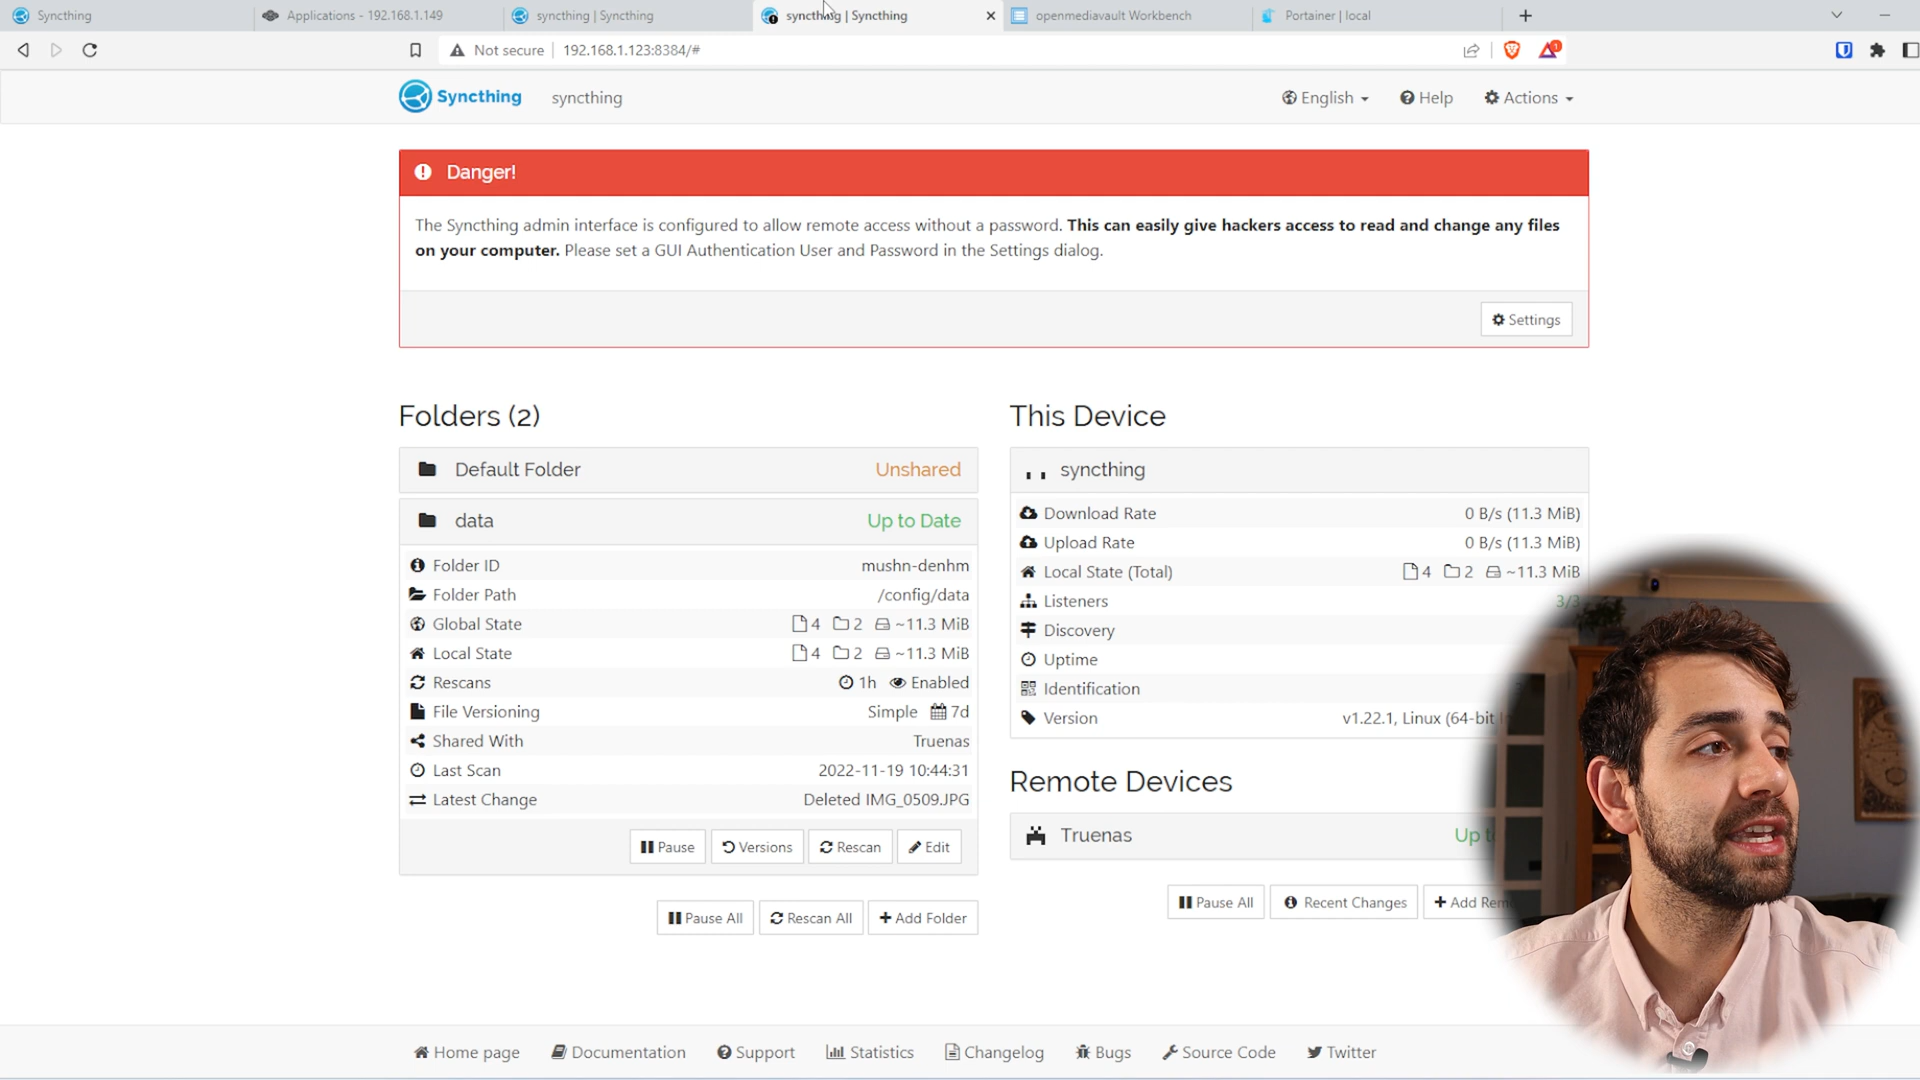 Syncthing
Applications - 192.168.1.149
syncthing | Syncthing
syncthing | Syncthing
openmediavault Workbench
Portainer | local
Not secure
192.168.1.123:8384/#
1
Syncthing
syncthing
English
Help
Actions
Danger!
The Syncthing admin interface is configured to allow remote access without a password. This can easily give hackers access to read and change any files
on your computer. Please set a GUI Authentication User and Password in the Settings dialog.
Settings
Folders (2)
Default Folder Unshared
data Up to Date
Folder ID mushn-denhm
Folder Path /config/data
Global State 4 2 ~11.3 MiB
Local State 4 2 ~11.3 MiB
Rescans 1h Enabled
File Versioning Simple 7d
Shared With Truenas
Last Scan 2022-11-19 10:44:31
Latest Change Deleted IMG_0509.JPG
Pause Versions Rescan Edit
Pause All Rescan All Add Folder
This Device
syncthing
Download Rate 0 B/s (11.3 MiB)
Upload Rate 0 B/s (11.3 MiB)
Local State (Total) 4 2 ~11.3 MiB
Listeners 3/3
Discovery
Uptime
Identification
Version v1.22.1, Linux (64-bit
Remote Devices
Truenas Up
Pause All Recent Changes Add
Home page Documentation Support Statistics Changelog Bugs Source Code Twitter